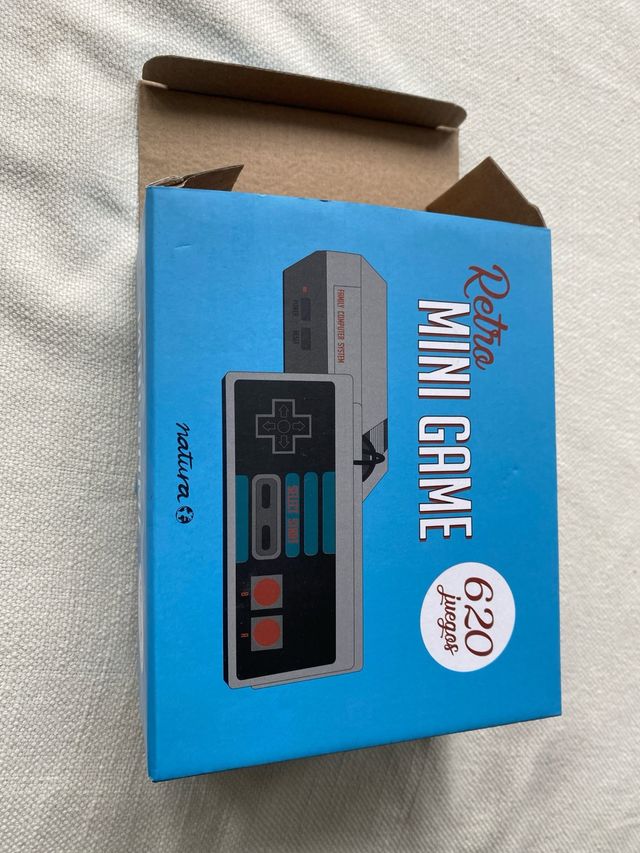 Retro
MINI GAME
620
juegos
FAMILY COMPUTER SYSTEM
POWER
RESET
SELECT START
B
A
natura